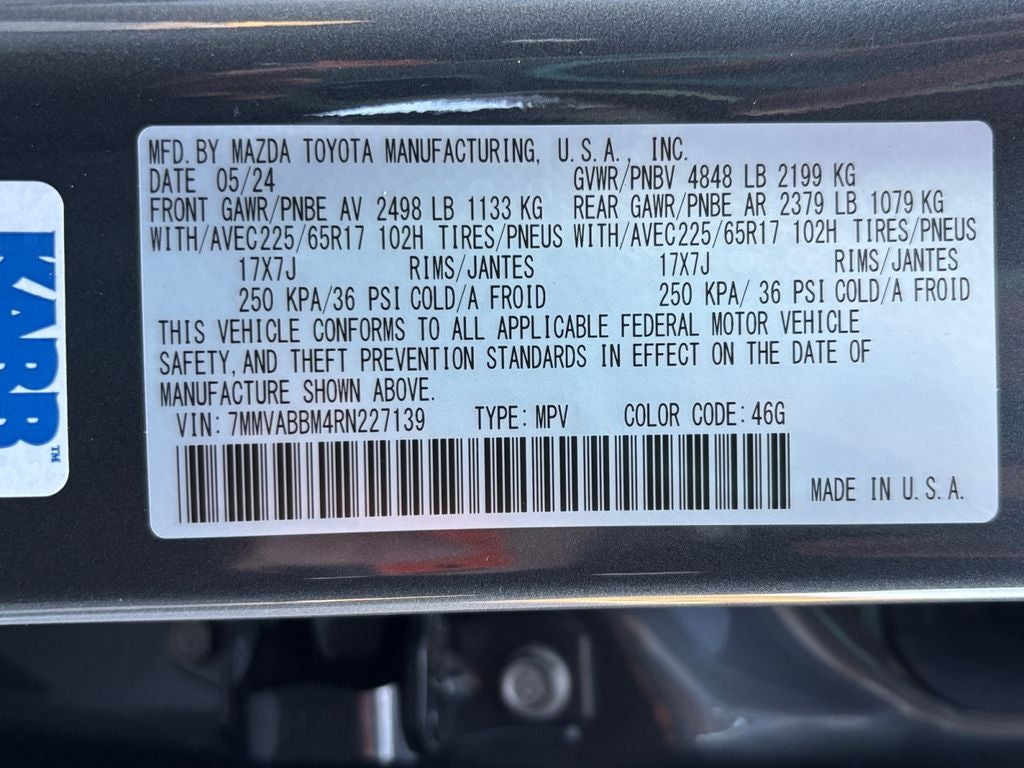 MFD. BY MAZDA TOYOTA MANUFACTURING, U.S.A., INC.
DATE 05/24 GVWR/PNBV 4848 LB 2199 KG
FRONT GAWR/PNBE AV 2498 LB 1133 KG REAR GAWR/PNBE AR 2379 LB 1079 KG
WITH/AVEC225/65R17 102H TIRES/PNEUS WITH/AVEC225/65R17 102H TIRES/PNEUS
17X7J RIMS/JANTES 17X7J RIMS/JANTES
250 KPA/36 PSI COLD/A FROID 250 KPA/ 36 PSI COLD/A FROID
THIS VEHICLE CONFORMS TO ALL APPLICABLE FEDERAL MOTOR VEHICLE
SAFETY, AND THEFT PREVENTION STANDARDS IN EFFECT ON THE DATE OF
MANUFACTURE SHOWN ABOVE.
VIN: 7MMVABBM4RN227139 TYPE: MPV COLOR CODE: 46G
MADE IN U.S.A.
KARR™